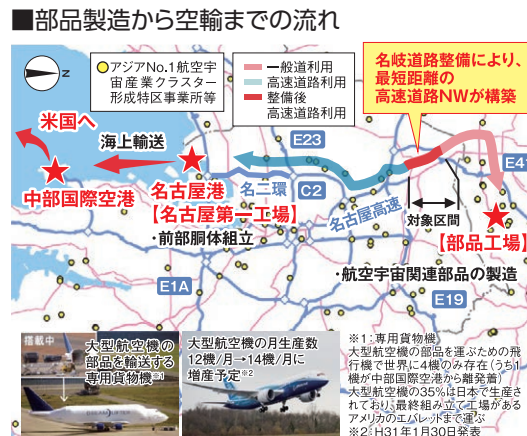 ■部品製造から空輸までの流れ
N
アジアNo.1航空宇
宙産業クラスター
形成特区事業所等
一般道利用
高速道路利用
整備後
高速道路利用
名岐道路整備により、
最短距離の
高速道路NWが構築
米国へ
海上輸送
中部国際空港
名古屋港
【名古屋第一工場】
・前部胴体組立
名二環
C2
E23
名古屋高速
対象区間
E41
【部品工場】
・航空宇宙関連部品の製造
E1A
E19
搭載中
大型航空機の
部品を輸送する
専用貨物機※1
大型航空機の月生産数
12機/月→14機/月に
増産予定※2
※1:専用貨物機
大型航空機の部品を運ぶための飛
行機で世界に4機のみ存在(うち1
機が中部国際空港から離発着)
大型航空機の35%は日本で生産さ
れており、最終組み立て工場がある
アメリカのエバレットまで運ぶ
※2:H31年1月30日発表